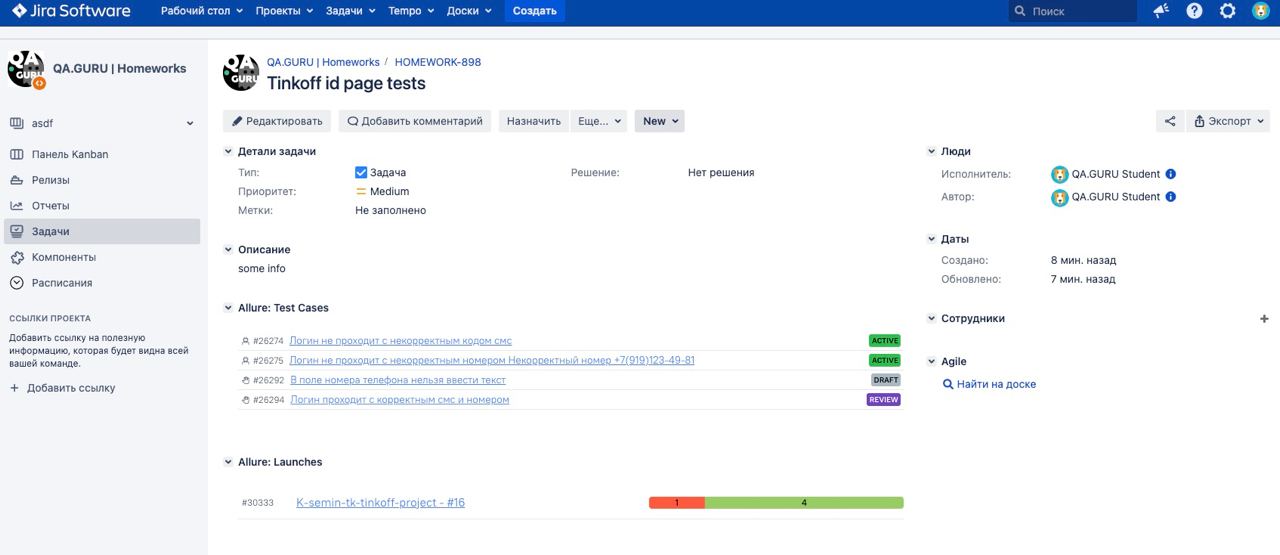 Jira Software Рабочий стол Проекты Задачи Tempo Доски Создать Поиск
QA.GURU | Homeworks
asdf
Панель Kanban
Релизы
Отчеты
Задачи
Компоненты
Расписания
ССЫЛКИ ПРОЕКТА
Добавить ссылку на полезную
информацию, которая будет видна всей
вашей команде.
+ Добавить ссылку
QA.GURU | Homeworks / HOMEWORK-898
Tinkoff id page tests
Редактировать Добавить комментарий Назначить Еще... New Экспорт
Детали задачи
Тип: Задача Решение: Нет решения
Приоритет: Medium
Метки: Не заполнено
Описание
some info
Allure: Test Cases
#26274 Логин не проходит с некорректным кодом смс ACTIVE
#26275 Логин не проходит с некорректным номером Некорректный номер +7(919)123-49-81 ACTIVE
#26292 В поле номера телефона нельзя ввести текст DRAFT
#26294 Логин проходит с корректным смс и номером REVIEW
Allure: Launches
#30333 K-semin-tk-tinkoff-project - #16 1 4
Люди
Исполнитель: QA.GURU Student
Автор: QA.GURU Student
Даты
Создано: 8 мин. назад
Обновлено: 7 мин. назад
Сотрудники +
Agile
Найти на доске